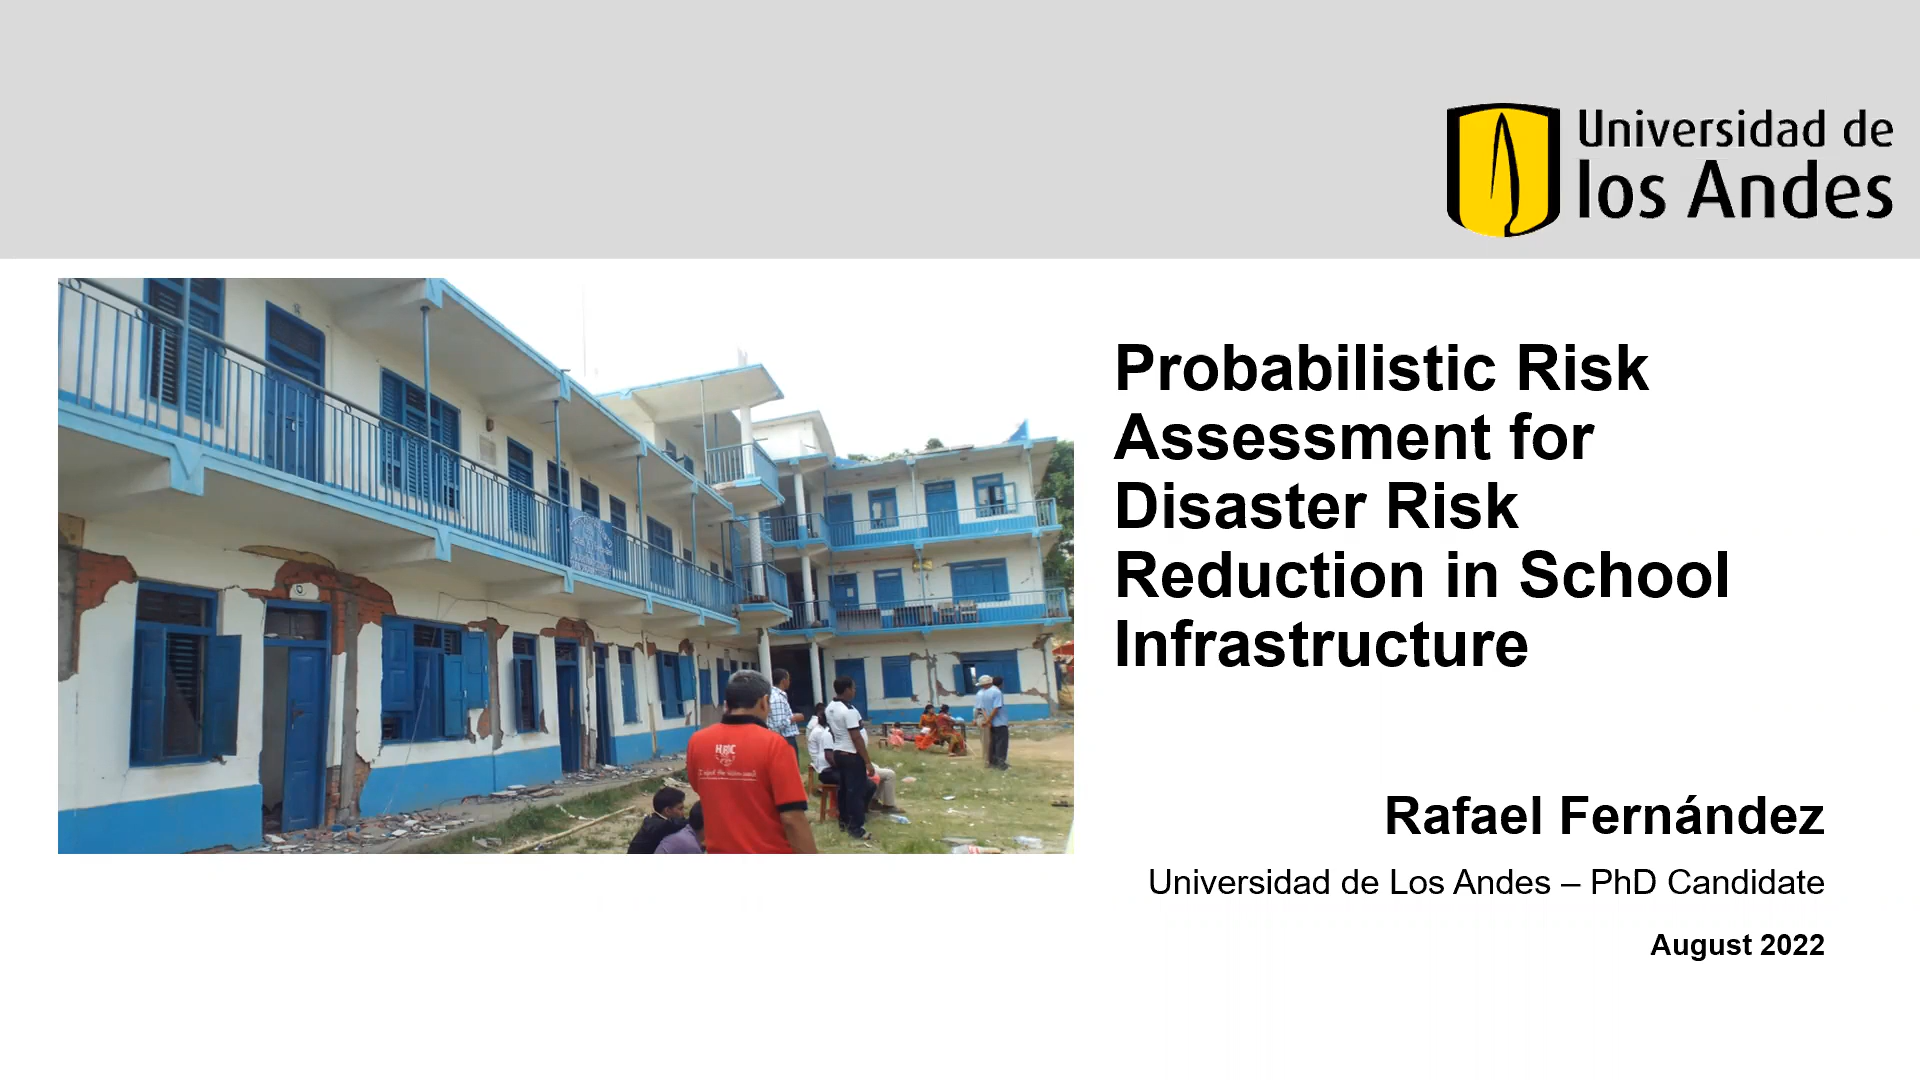 Universidad de
los Andes
Probabilistic Risk
Assessment for
Disaster Risk
Reduction in School
Infrastructure
Rafael Fernández
Universidad de Los Andes – PhD Candidate
August 2022